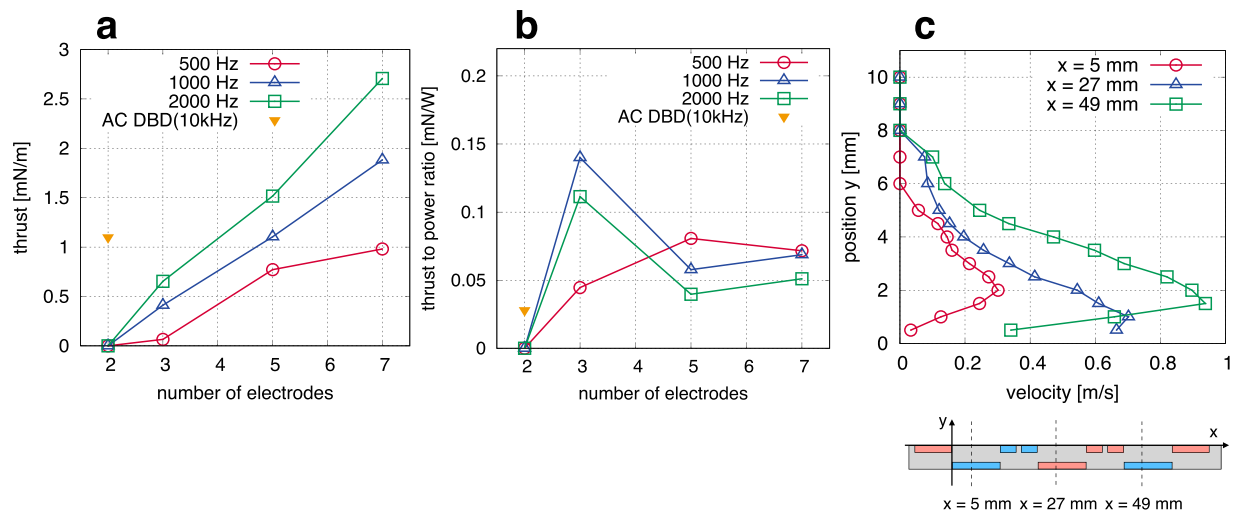 a
3
2.5
2
1.5
1
0.5
0
2
3
4
5
6
7
thrust [mN/m]
number of electrodes
500 Hz
1000 Hz
2000 Hz
AC DBD(10kHz)
b
0.2
0.15
0.1
0.05
0
2
3
4
5
6
7
thrust to power ratio [mN/W]
number of electrodes
500 Hz
1000 Hz
2000 Hz
AC DBD(10kHz)
c
10
8
6
4
2
0
0
0.2
0.4
0.6
0.8
1
position y [mm]
velocity [m/s]
x = 5 mm
x = 27 mm
x = 49 mm
y
x
x = 5 mm x = 27 mm x = 49 mm